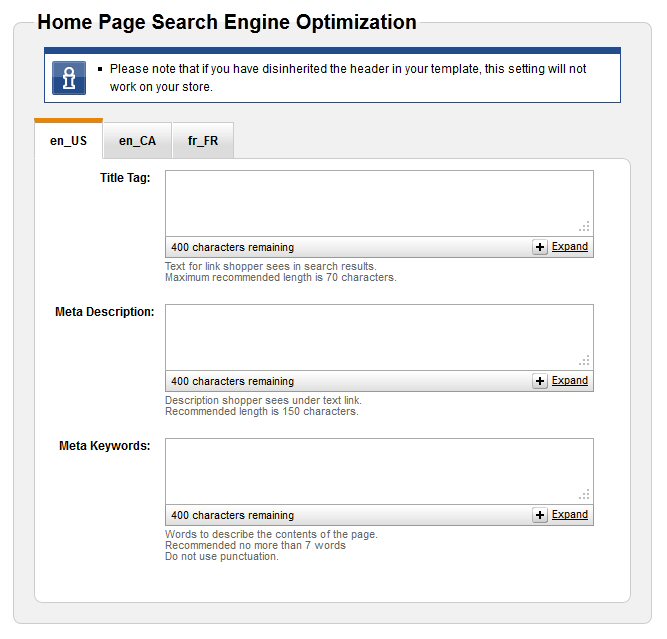 Home Page Search Engine Optimization
Please note that if you have disinherited the header in your template, this setting will not
work on your store.
en_US en_CA fr_FR
Title Tag:
400 characters remaining Expand
Text for link shopper sees in search results.
Maximum recommended length is 70 characters.
Meta Description:
400 characters remaining Expand
Description shopper sees under text link.
Recommended length is 150 characters.
Meta Keywords:
400 characters remaining Expand
Words to describe the contents of the page.
Recommended no more than 7 words
Do not use punctuation.